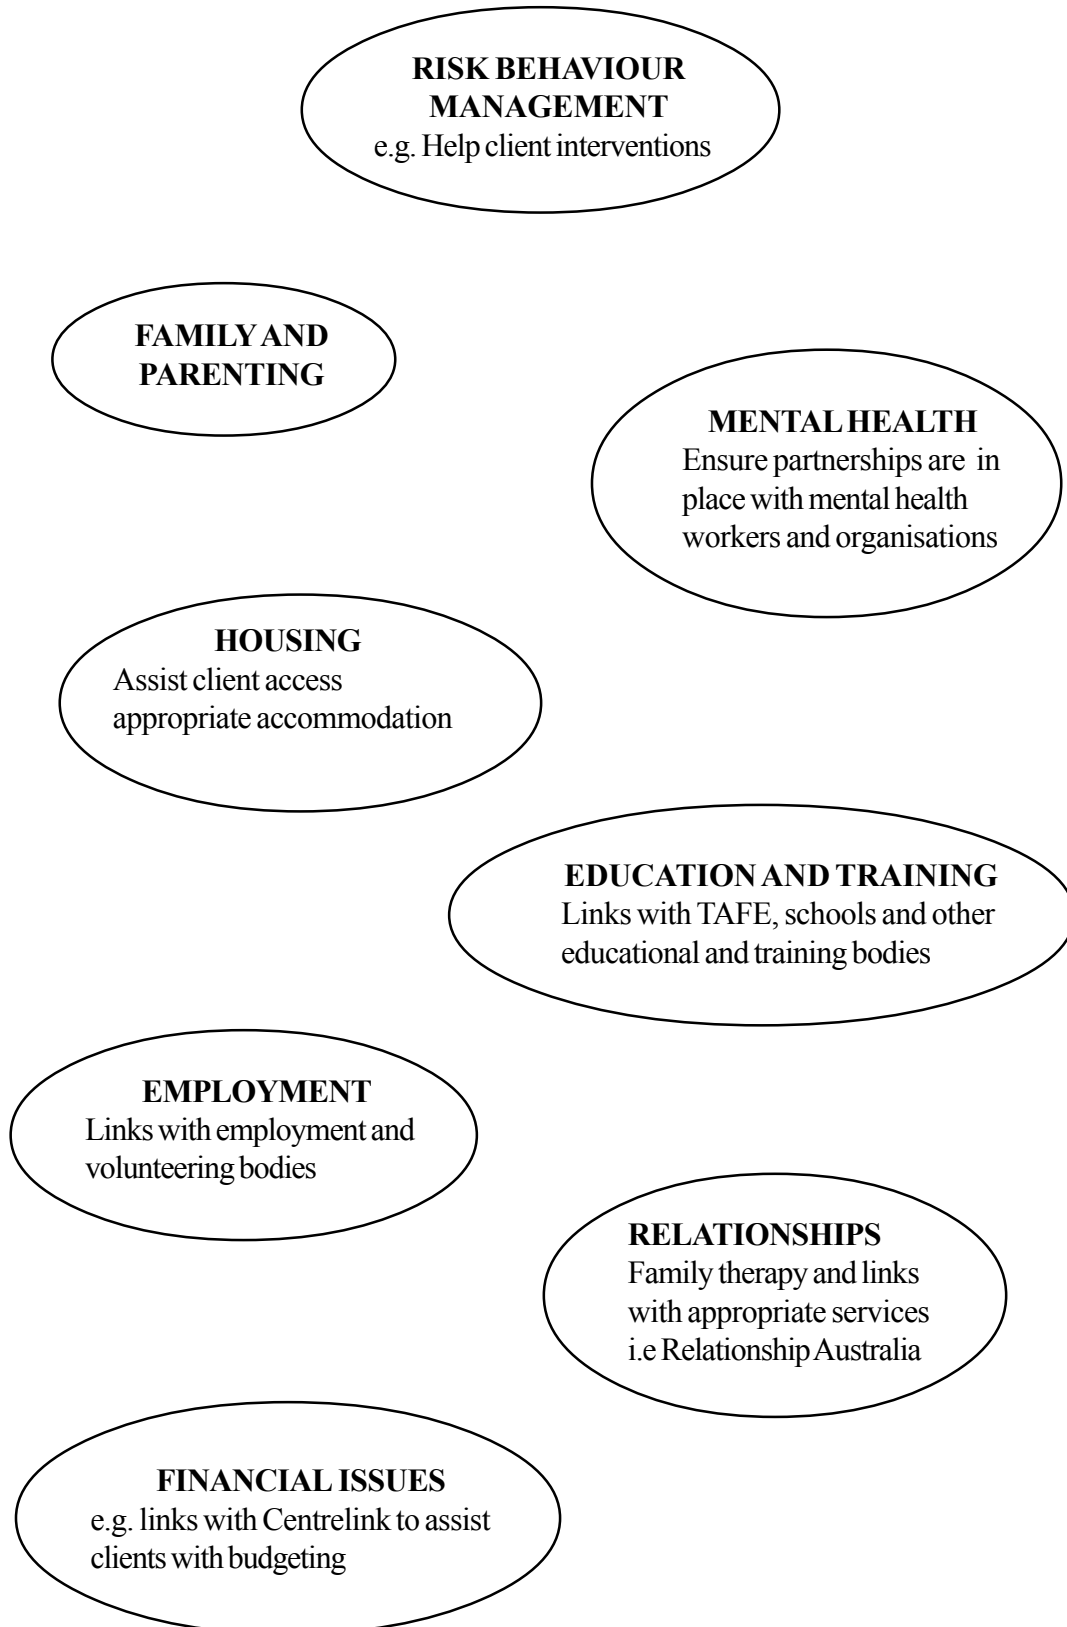 RISK BEHAVIOUR
MANAGEMENT
e.g. Help client interventions
FAMILY AND
PARENTING
MENTAL HEALTH
Ensure partnerships are in
place with mental health
workers and organisations
HOUSING
Assist client access
appropriate accommodation
EDUCATION AND TRAINING
Links with TAFE, schools and other
educational and training bodies
EMPLOYMENT
Links with employment and
volunteering bodies
RELATIONSHIPS
Family therapy and links
with appropriate services
i.e Relationship Australia
FINANCIAL ISSUES
e.g. links with Centrelink to assist
clients with budgeting